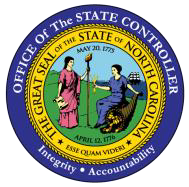 OFFICE OF THE STATE CONTROLLER
THE GREAT SEAL OF THE STATE OF NORTH CAROLINA
MAY 20, 1775
APRIL 12, 1776
ESSE QUAM VIDERI
Integrity • Accountability